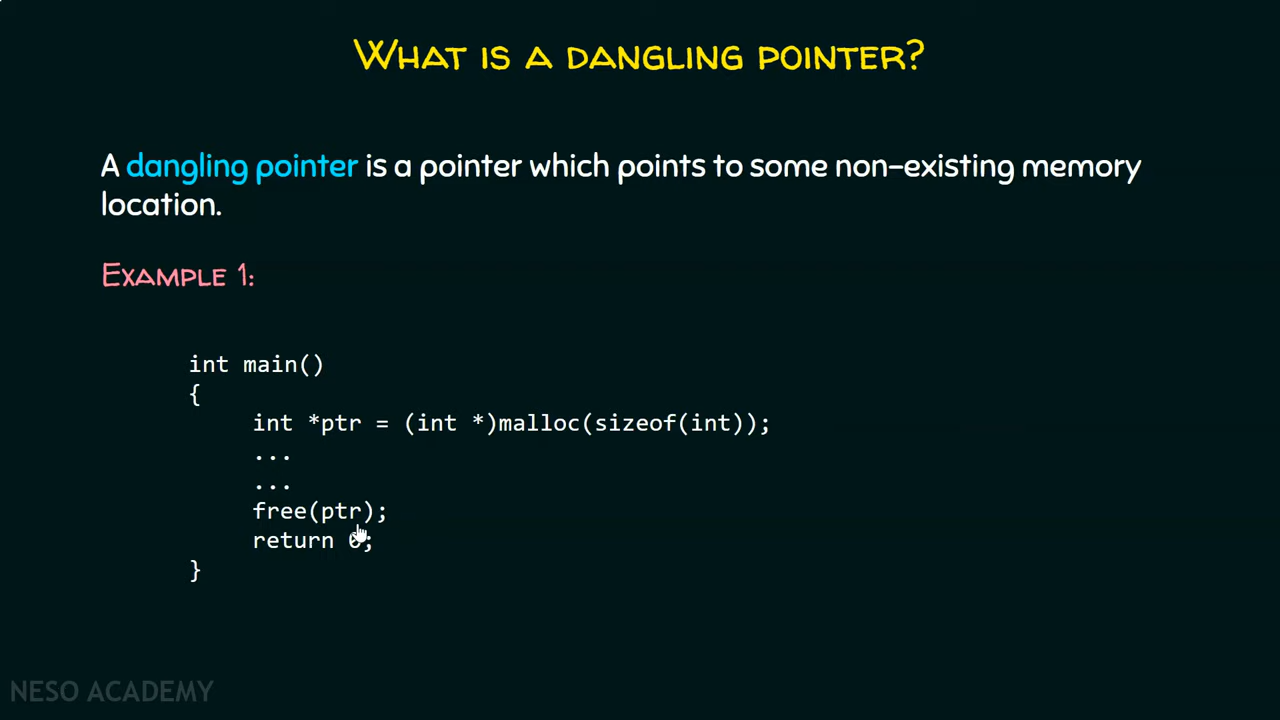 WHAT IS A DANGLING POINTER?
A dangling pointer is a pointer which points to some non-existing memory
location.
EXAMPLE 1:
int main()
{
int *ptr = (int *)malloc(sizeof(int));
...
...
free(ptr);
return 0;
}
NESO ACADEMY